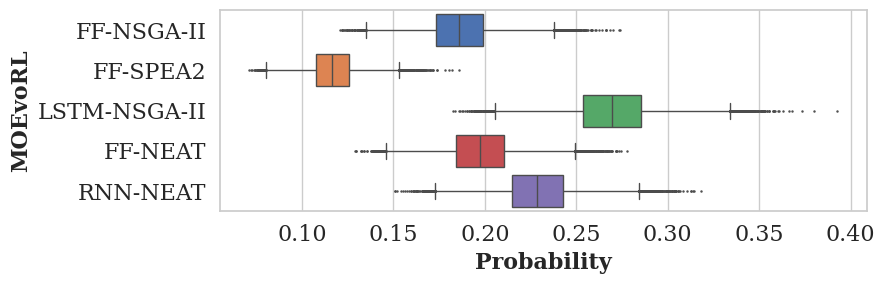 MOEvoRL
FF-NSGA-II
FF-SPEA2
LSTM-NSGA-II
FF-NEAT
RNN-NEAT
0.10 0.15 0.20 0.25 0.30 0.35 0.40
Probability